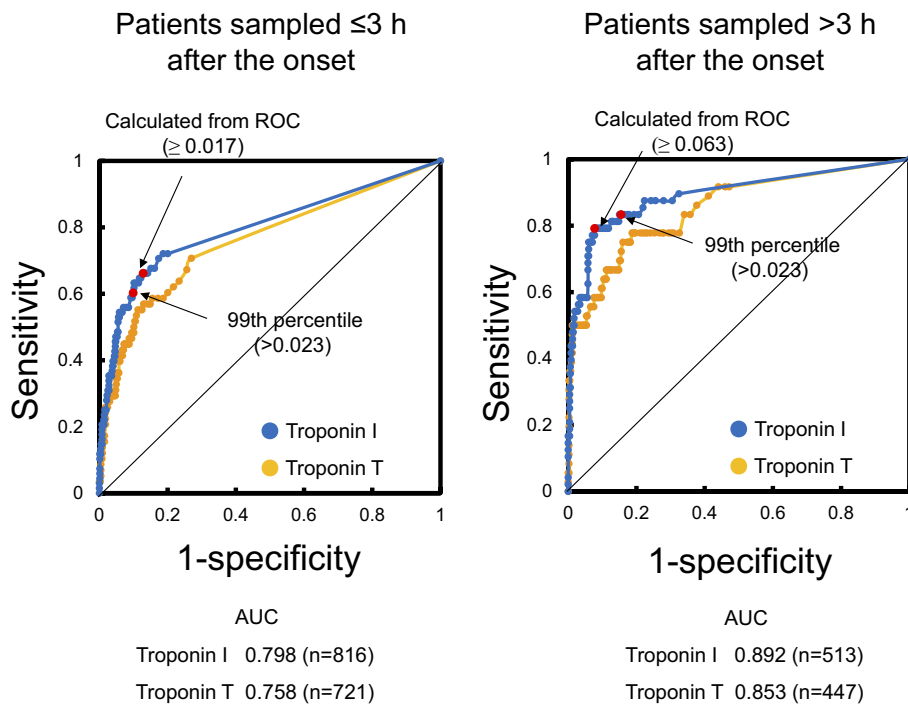 Patients sampled ≤3 h
after the onset
Calculated from ROC
(≥ 0.017)
1
0.8
0.6
0.4
0.2
0
Sensitivity
99th percentile
(>0.023)
Troponin I
Troponin T
0
0.2
0.4
0.6
0.8
1
1-specificity
AUC
Troponin I 0.798 (n=816)
Troponin T 0.758 (n=721)
Patients sampled >3 h
after the onset
Calculated from ROC
(≥ 0.063)
1
0.8
0.6
0.4
0.2
0
Sensitivity
99th percentile
(>0.023)
Troponin I
Troponin T
0
0.2
0.4
0.6
0.8
1
1-specificity
AUC
Troponin I 0.892 (n=513)
Troponin T 0.853 (n=447)